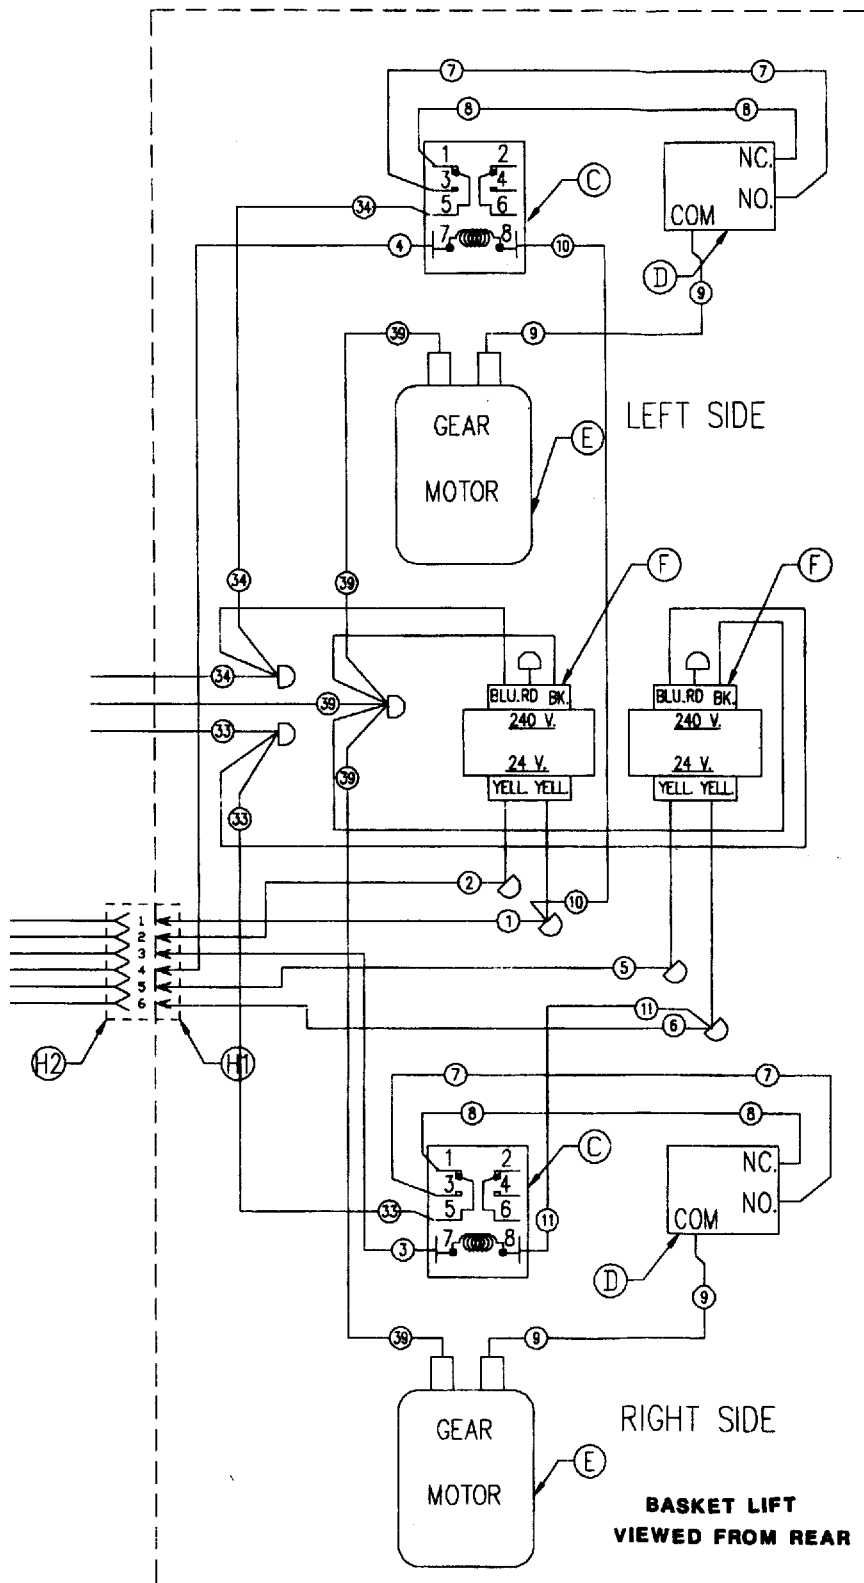 7 7
8 8
1 2
3 4
5 6
7 8
C
NC.
NO.
COM
D
34
4
10
9
39
9
GEAR
MOTOR
E
LEFT SIDE
34
39
F
F
34
39
33
BLU.RD BK.
240 V.
24 V.
YELL. YELL.
BLU.RD BK.
240 V.
24 V.
YELL. YELL.
39
33
2
10
1
1
2
3
4
5
6
5
11
6
H2
H1
7 7
8 8
1 2
3 4
5 6
7 8
C
NC.
NO.
COM
D
33
3
11
9
39
9
GEAR
MOTOR
E
RIGHT SIDE
BASKET LIFT
VIEWED FROM REAR